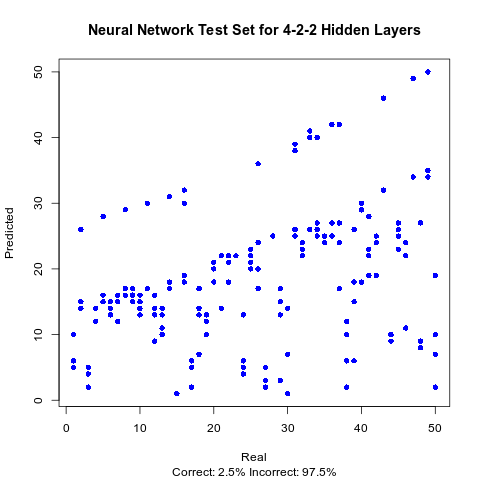 Neural Network Test Set for 4-2-2 Hidden Layers
50
40
30
20
10
0
Predicted
0 10 20 30 40 50
Real
Correct: 2.5% Incorrect: 97.5%